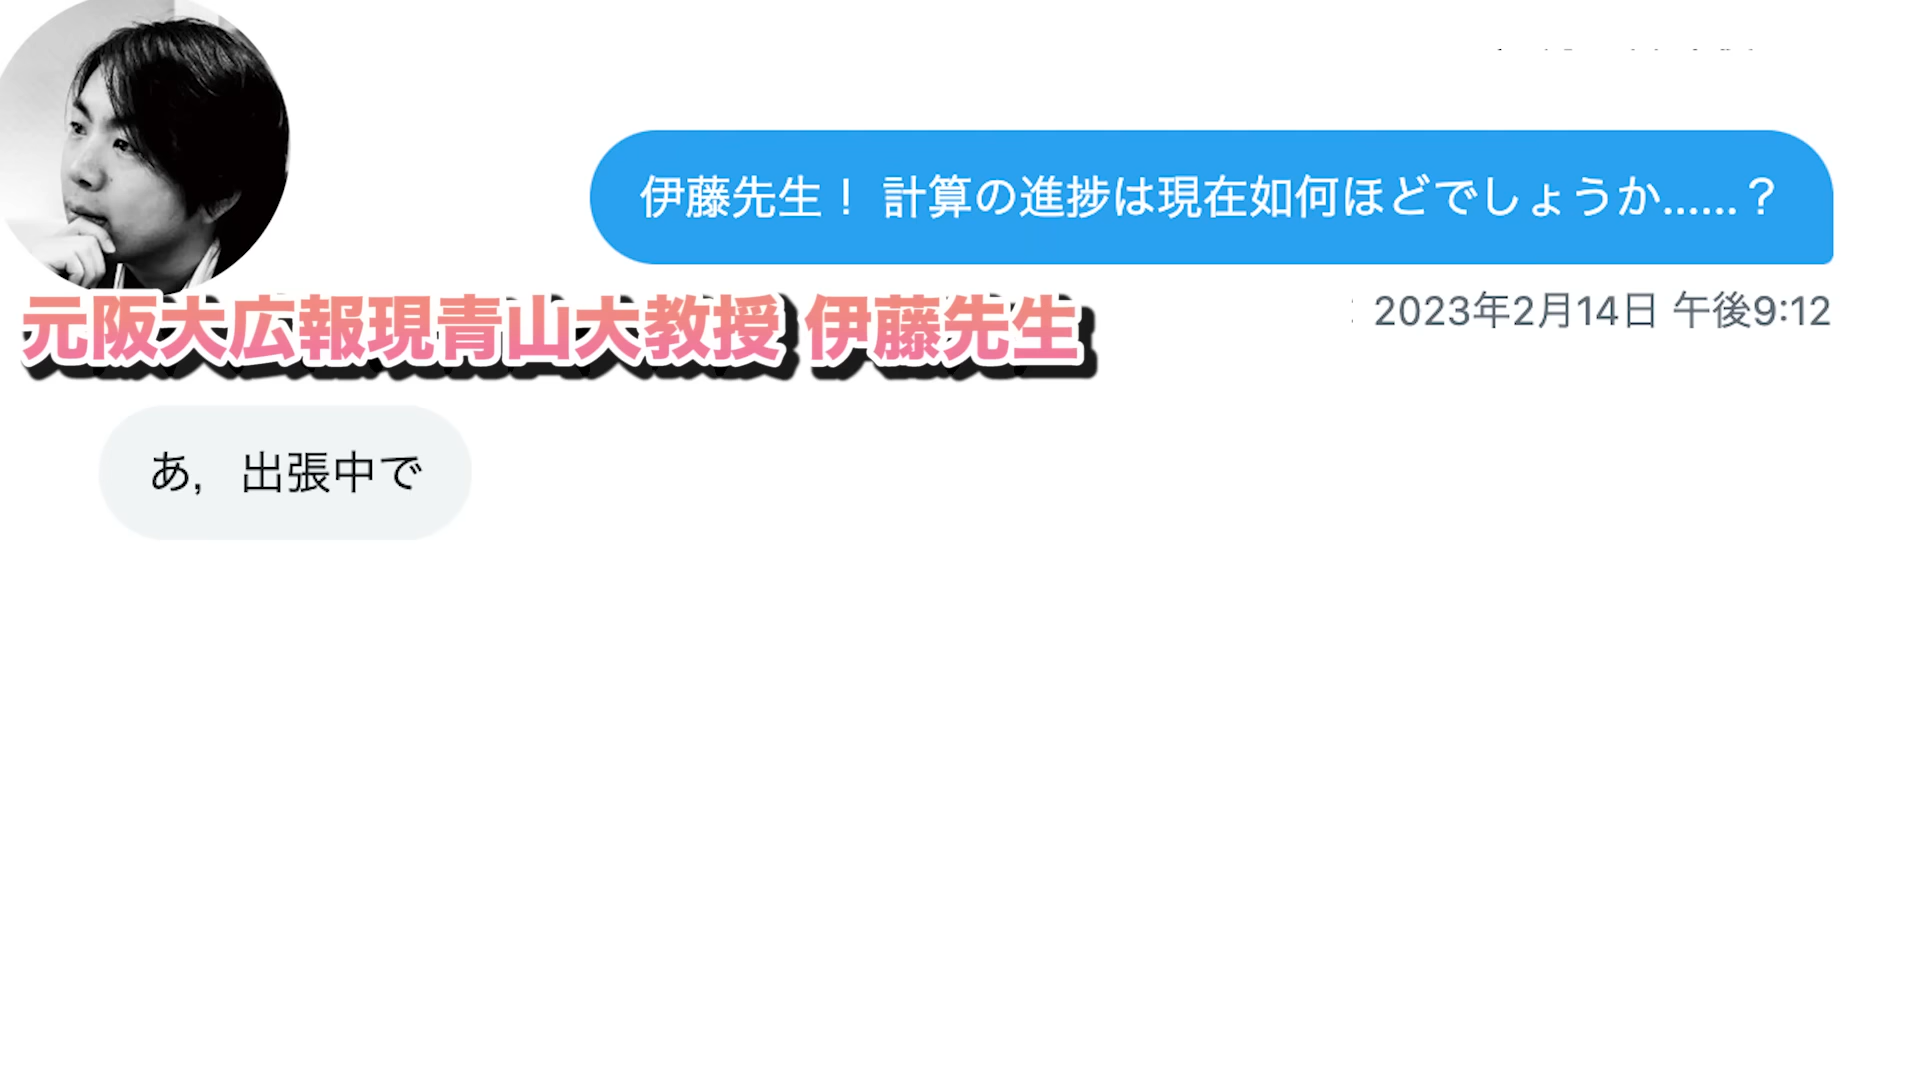 伊藤先生！ 計算の進捗は現在如何ほどでしょうか……？
2023年2月14日 午後9:12
元阪大広報現青山大教授 伊藤先生
あ，出張中で